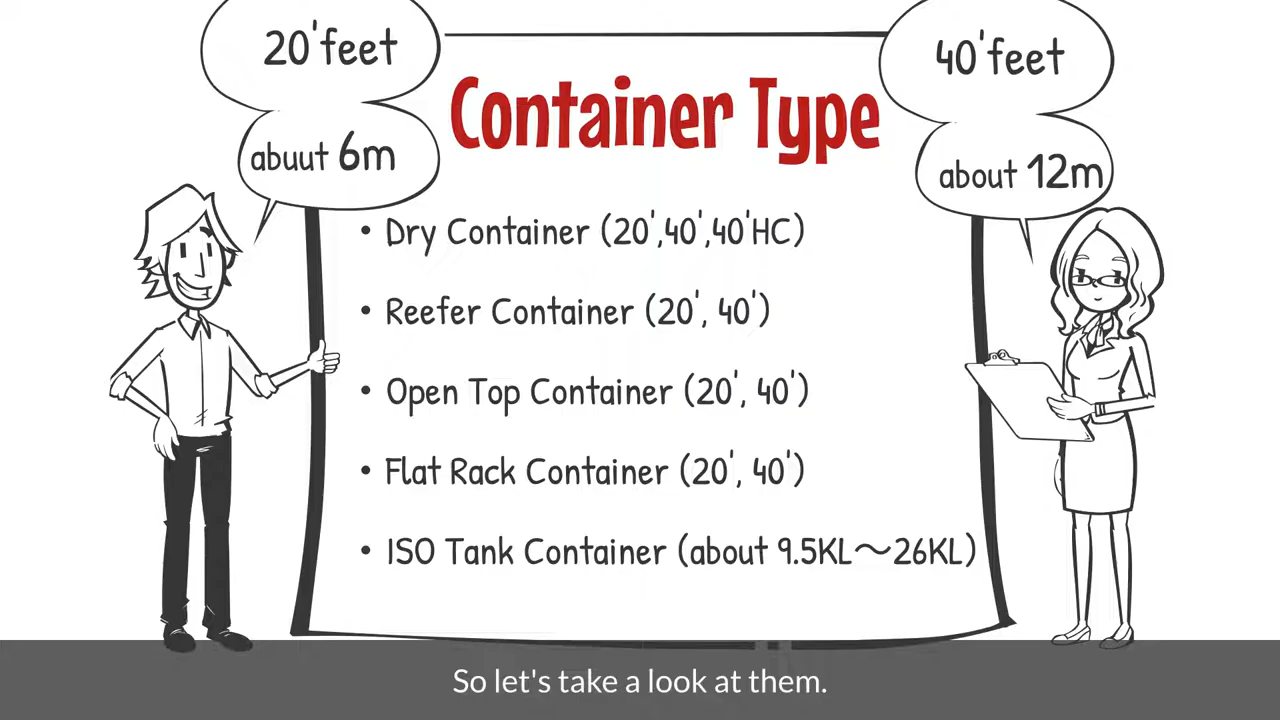 20'feet
abuut 6m
40'feet
about 12m
Container Type
• Dry Container (20',40',40'HC)
• Reefer Container (20', 40')
• Open Top Container (20', 40')
• Flat Rack Container (20', 40')
• ISO Tank Container (about 9.5KL～26KL)
So let's take a look at them.